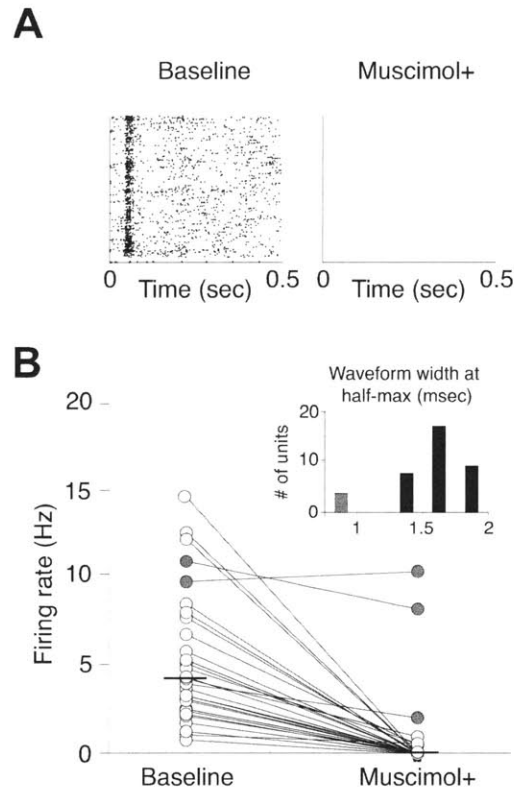 A
Baseline Muscimol+
0 Time (sec) 0.5 0 Time (sec) 0.5
B
Waveform width at
half-max (msec)
20
# of units
20
10
0
1 1.5 2
Firing rate (Hz)
15
10
5
0
Baseline Muscimol+